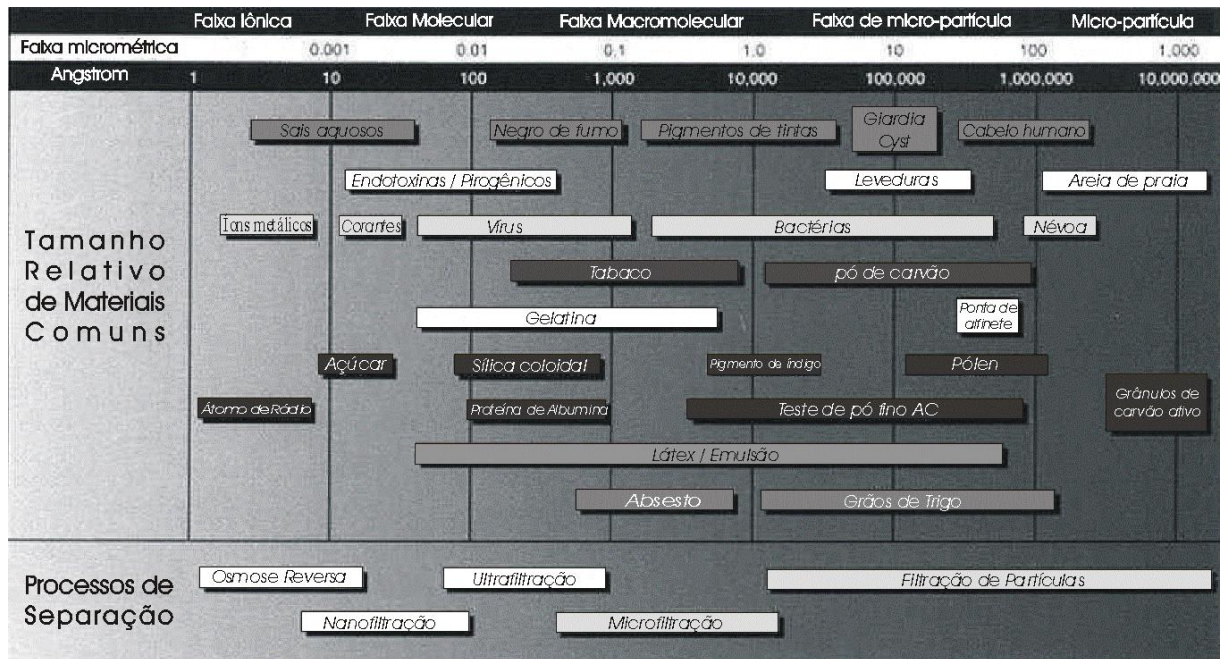 Faixa Iônica Faixa Molecular Faixa Macromolecular Faixa de micro-partícula Micro-partícula
Faixa micrométrica 0.001 0.01 0,1 1.0 10 100 1.000
Angstrom 1 10 100 1,000 10,000 100,000 1,000,000 10,000,000
Tamanho
Relativo
de Materiais
Comuns
Sais aquosos Negro de fumo Pigmentos de tintas Giardia
Cyst Cabelo humano
Endotoxinas / Pirogênicos Leveduras Areia de praia
Íons metálicos Corantes Vírus Bactérias Névoa
Tabaco pó de carvão
Gelatina Ponta de
alfinete
Açúcar Sílica coloidal Pigmento de índigo Pólen
Átomo de Rádio Proteína de Albumina Teste de pó fino AC Grânulos de
carvão ativo
Látex / Emulsão
Absesto Grãos de Trigo
Processos de
Separação
Osmose Reversa Ultrafiltração Filtração de Partículas
Nanofiltração Microfiltração